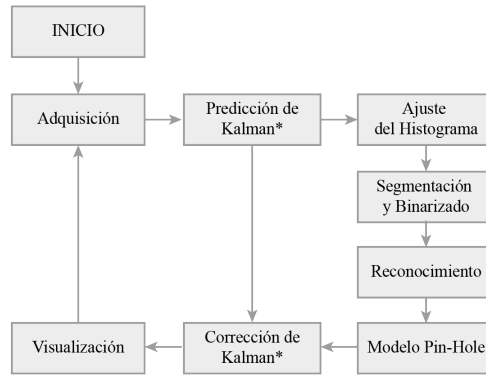 INICIO
Adquisición
Predicción de
Kalman*
Ajuste
del Histograma
Segmentación
y Binarizado
Reconocimiento
Modelo Pin-Hole
Corrección de
Kalman*
Visualización